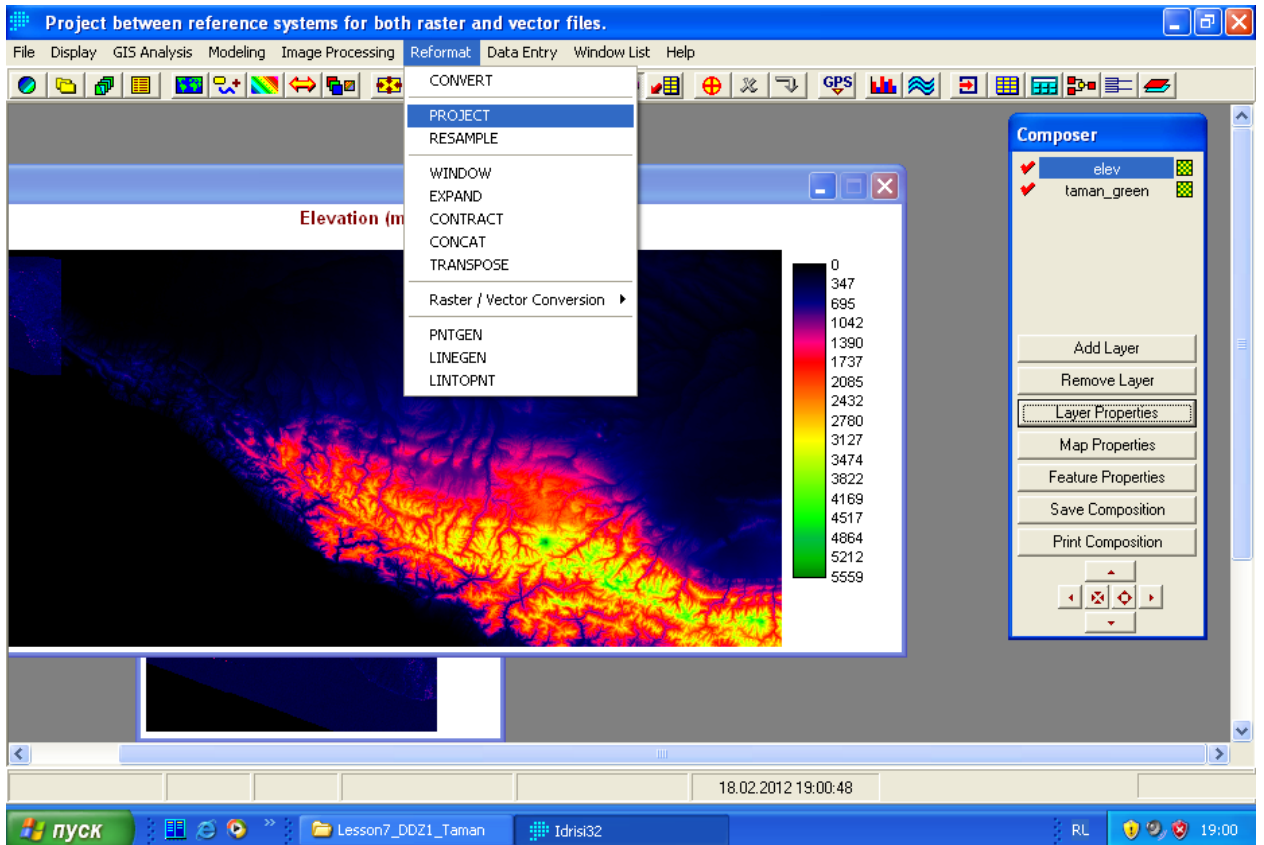 Project between reference systems for both raster and vector files.
File Display GIS Analysis Modeling Image Processing Reformat Data Entry Window List Help
GPS
CONVERT
PROJECT
RESAMPLE
WINDOW
EXPAND
CONTRACT
CONCAT
TRANSPOSE
Raster / Vector Conversion
PNTGEN
LINEGEN
LINTOPNT
Elevation (m
0
347
695
1042
1390
1737
2085
2432
2780
3127
3474
3822
4169
4517
4864
5212
5559
Composer
elev
taman_green
Add Layer
Remove Layer
Layer Properties
Map Properties
Feature Properties
Save Composition
Print Composition
18.02.2012 19:00:48
пуск
Lesson7_DDZ1_Taman
Idrisi32
RL
19:00